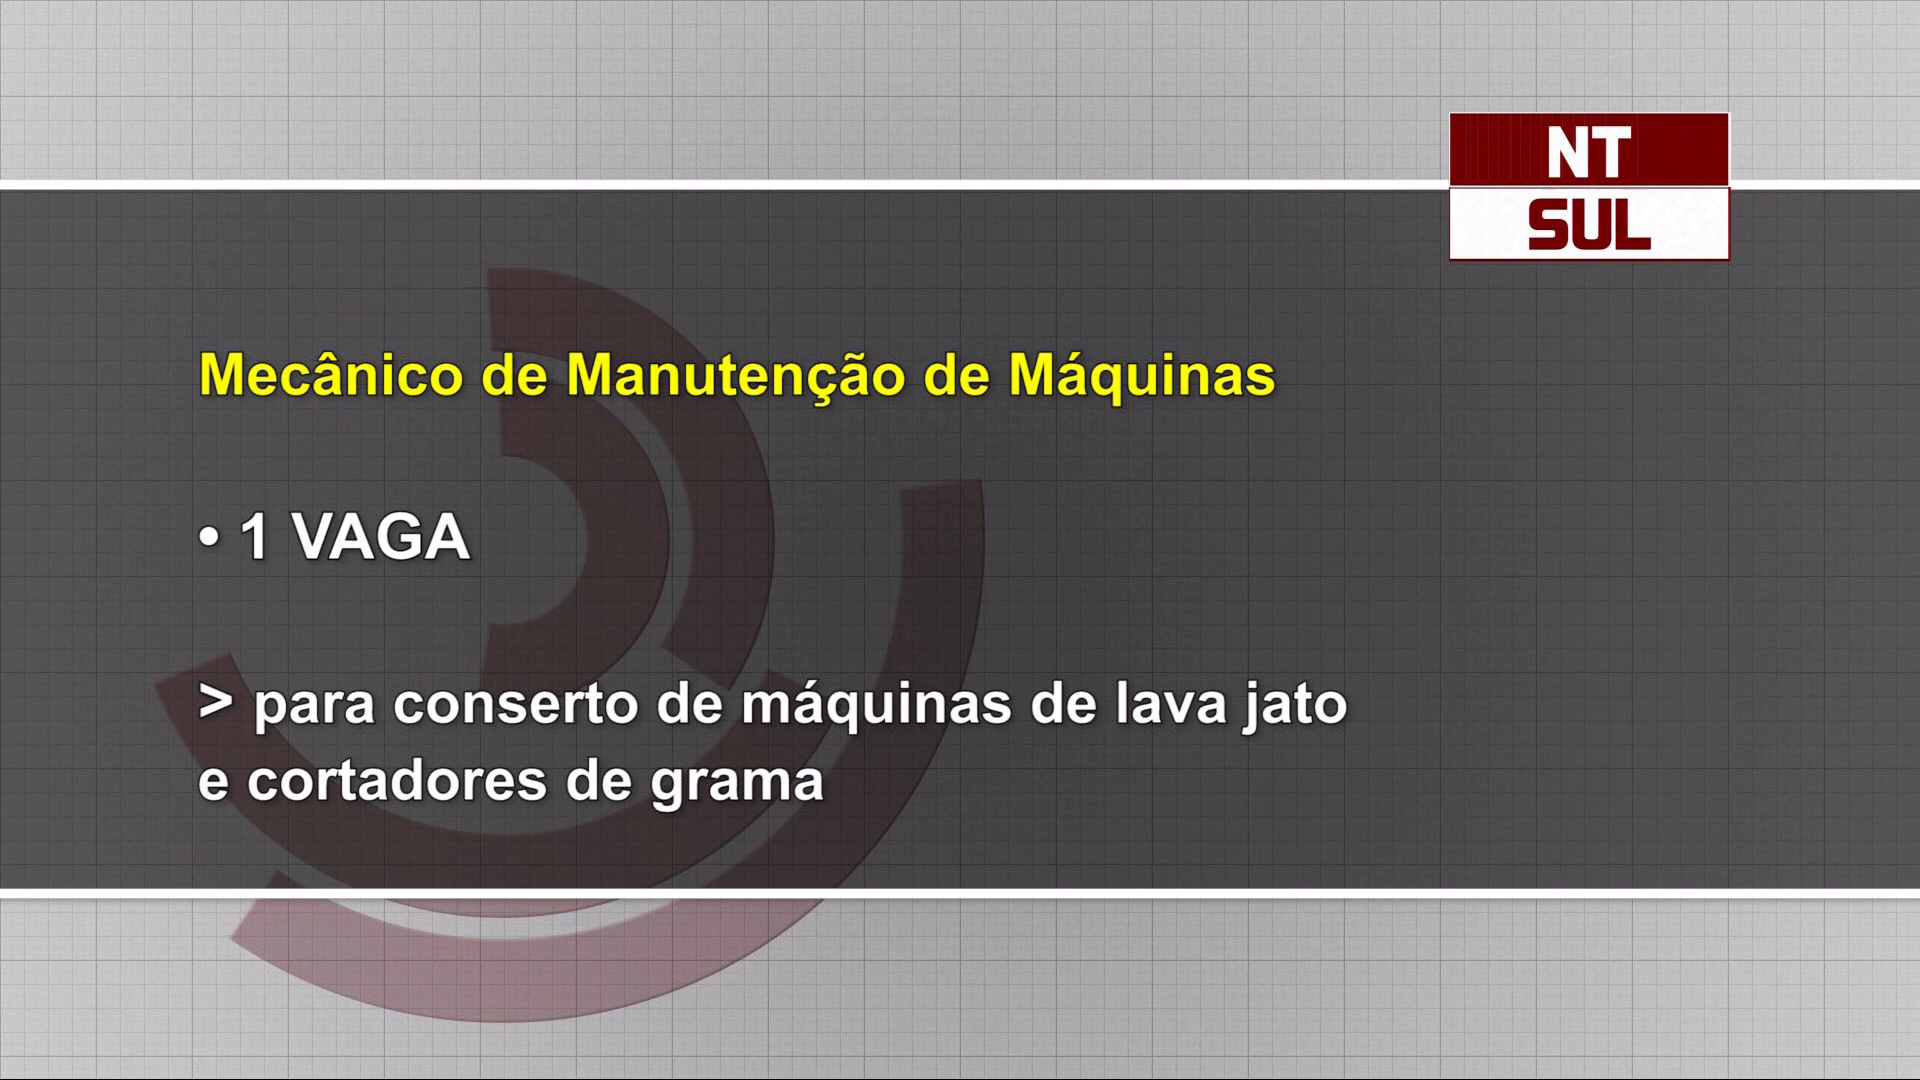 NT
SUL
Mecânico de Manutenção de Máquinas
• 1 VAGA
> para conserto de máquinas de lava jato
e cortadores de grama